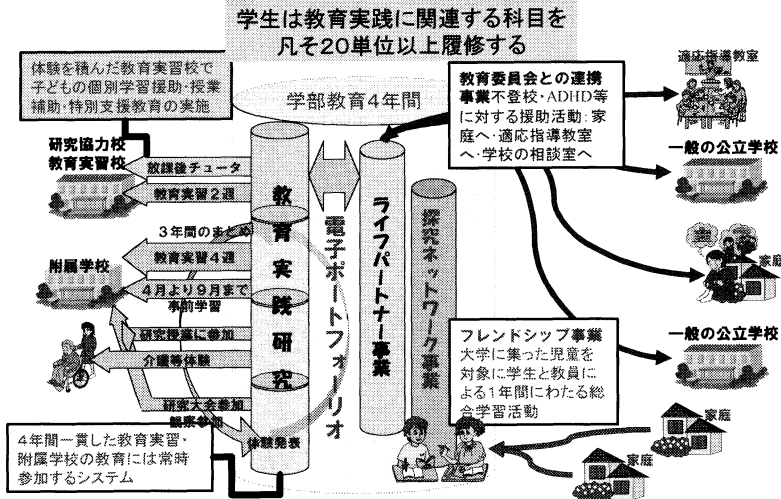 学生は教育実践に関連する科目を
凡そ20単位以上履修する
体験を積んだ教育実習校で
子どもの個別学習援助・授業
補助・特別支援教育の実施
学部教育4年間
教育委員会との連携
事業不登校・ADHD等
に対する援助活動:家
庭へ・適応指導教室
へ・学校の相談室へ
適応指導教室
一般の公立学校
家庭
一般の公立学校
研究協力校
教育実習校
放課後チュータ
教育実習2週
3年間のまとめ
附属学校
教育実習4週
4月より9月まで
事前学習
研究授業に参加
介護等体験
研究大会参加
観察参加
体験発表
教育実践研究
電子ポートフォーリオ
ライフパートナー事業
探究ネットワーク事業
フレンドシップ事業
大学に集った児童を
対象に学生と教員に
よる1年間にわたる総
合学習活動
4年間一貫した教育実習・
附属学校の教育には常時
参加するシステム
家庭
家庭